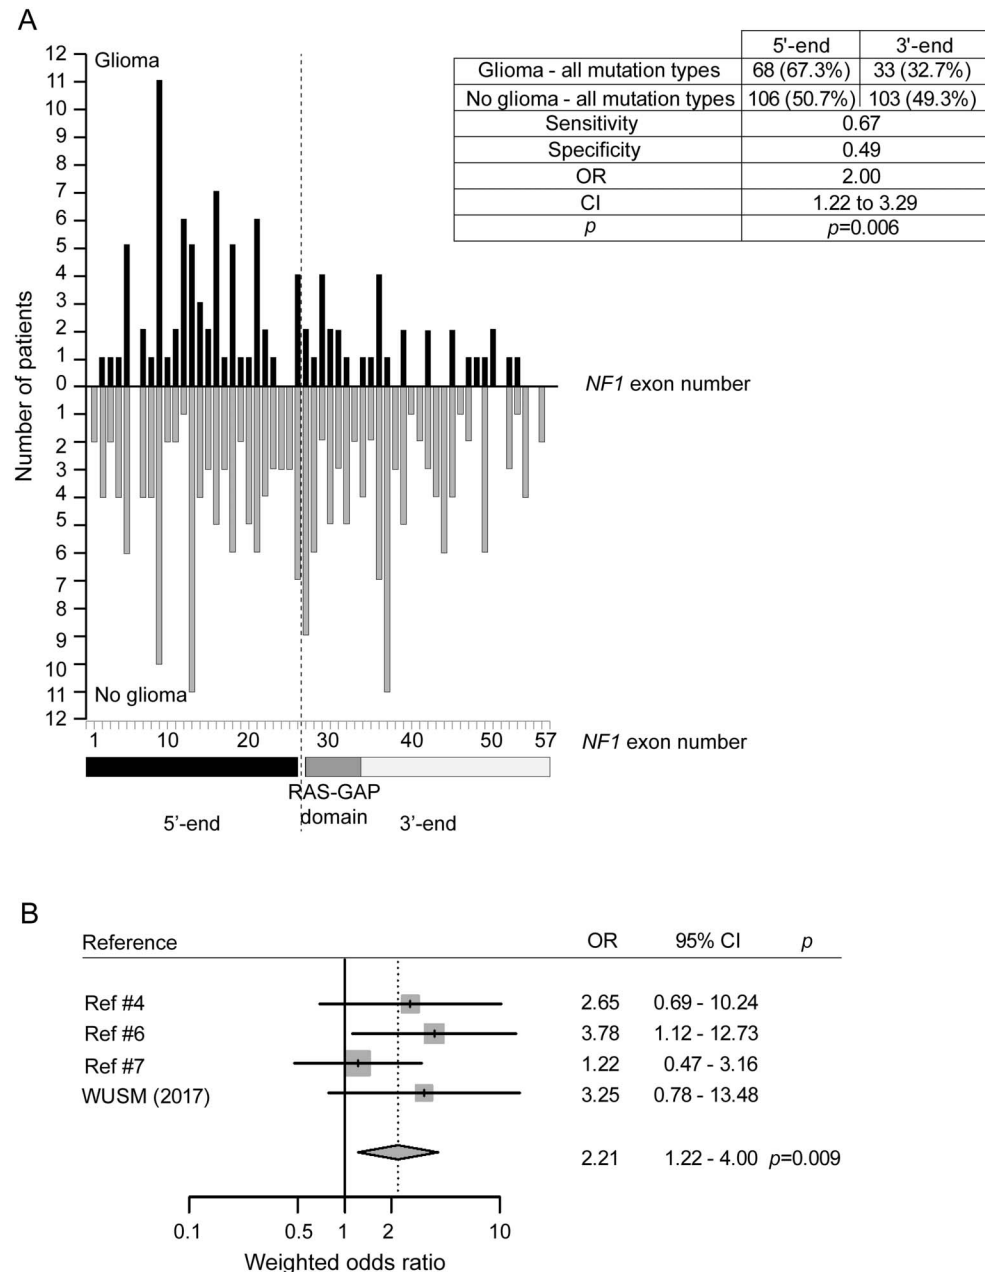 A
Glioma
12
11
10
9
8
7
6
5
4
3
2
1
0
1
2
3
4
5
6
7
8
9
10
11
12
Number of patients
No glioma
NF1 exon number
1 10 20 30 40 50 57
NF1 exon number
RAS-GAP
domain
5'-end 3'-end
5'-end 3'-end
Glioma - all mutation types 68 (67.3%) 33 (32.7%)
No glioma - all mutation types 106 (50.7%) 103 (49.3%)
Sensitivity 0.67
Specificity 0.49
OR 2.00
CI 1.22 to 3.29
p p=0.006
B
Reference OR 95% CI p
Ref #4 2.65 0.69 - 10.24
Ref #6 3.78 1.12 - 12.73
Ref #7 1.22 0.47 - 3.16
WUSM (2017) 3.25 0.78 - 13.48
2.21 1.22 - 4.00 p=0.009
0.1 0.5 1 2 10
Weighted odds ratio